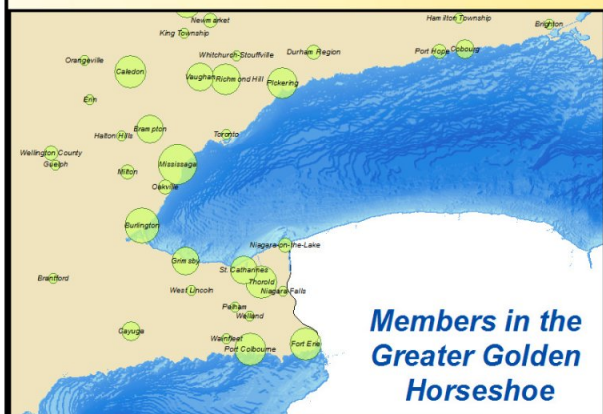 Newmarket
Hamilton Township
Brighton
King Township
Whitchurch-Stouffville
Durham Region
Port Hope
Cobourg
Orangeville
Caledon
Vaughan
Richmond Hill
Pickering
Erin
Halton Hills
Brampton
Toronto
Wellington County
Guelph
Milton
Mississaga
Oakville
Burlington
Niagara-on-the-Lake
Grimsby
St. Catharines
Brantford
West Lincoln
Thorold
Niagara Falls
Pelham
Welland
Cayuga
Wainfleet
Port Colbourne
Fort Erie
Members in the
Greater Golden
Horseshoe